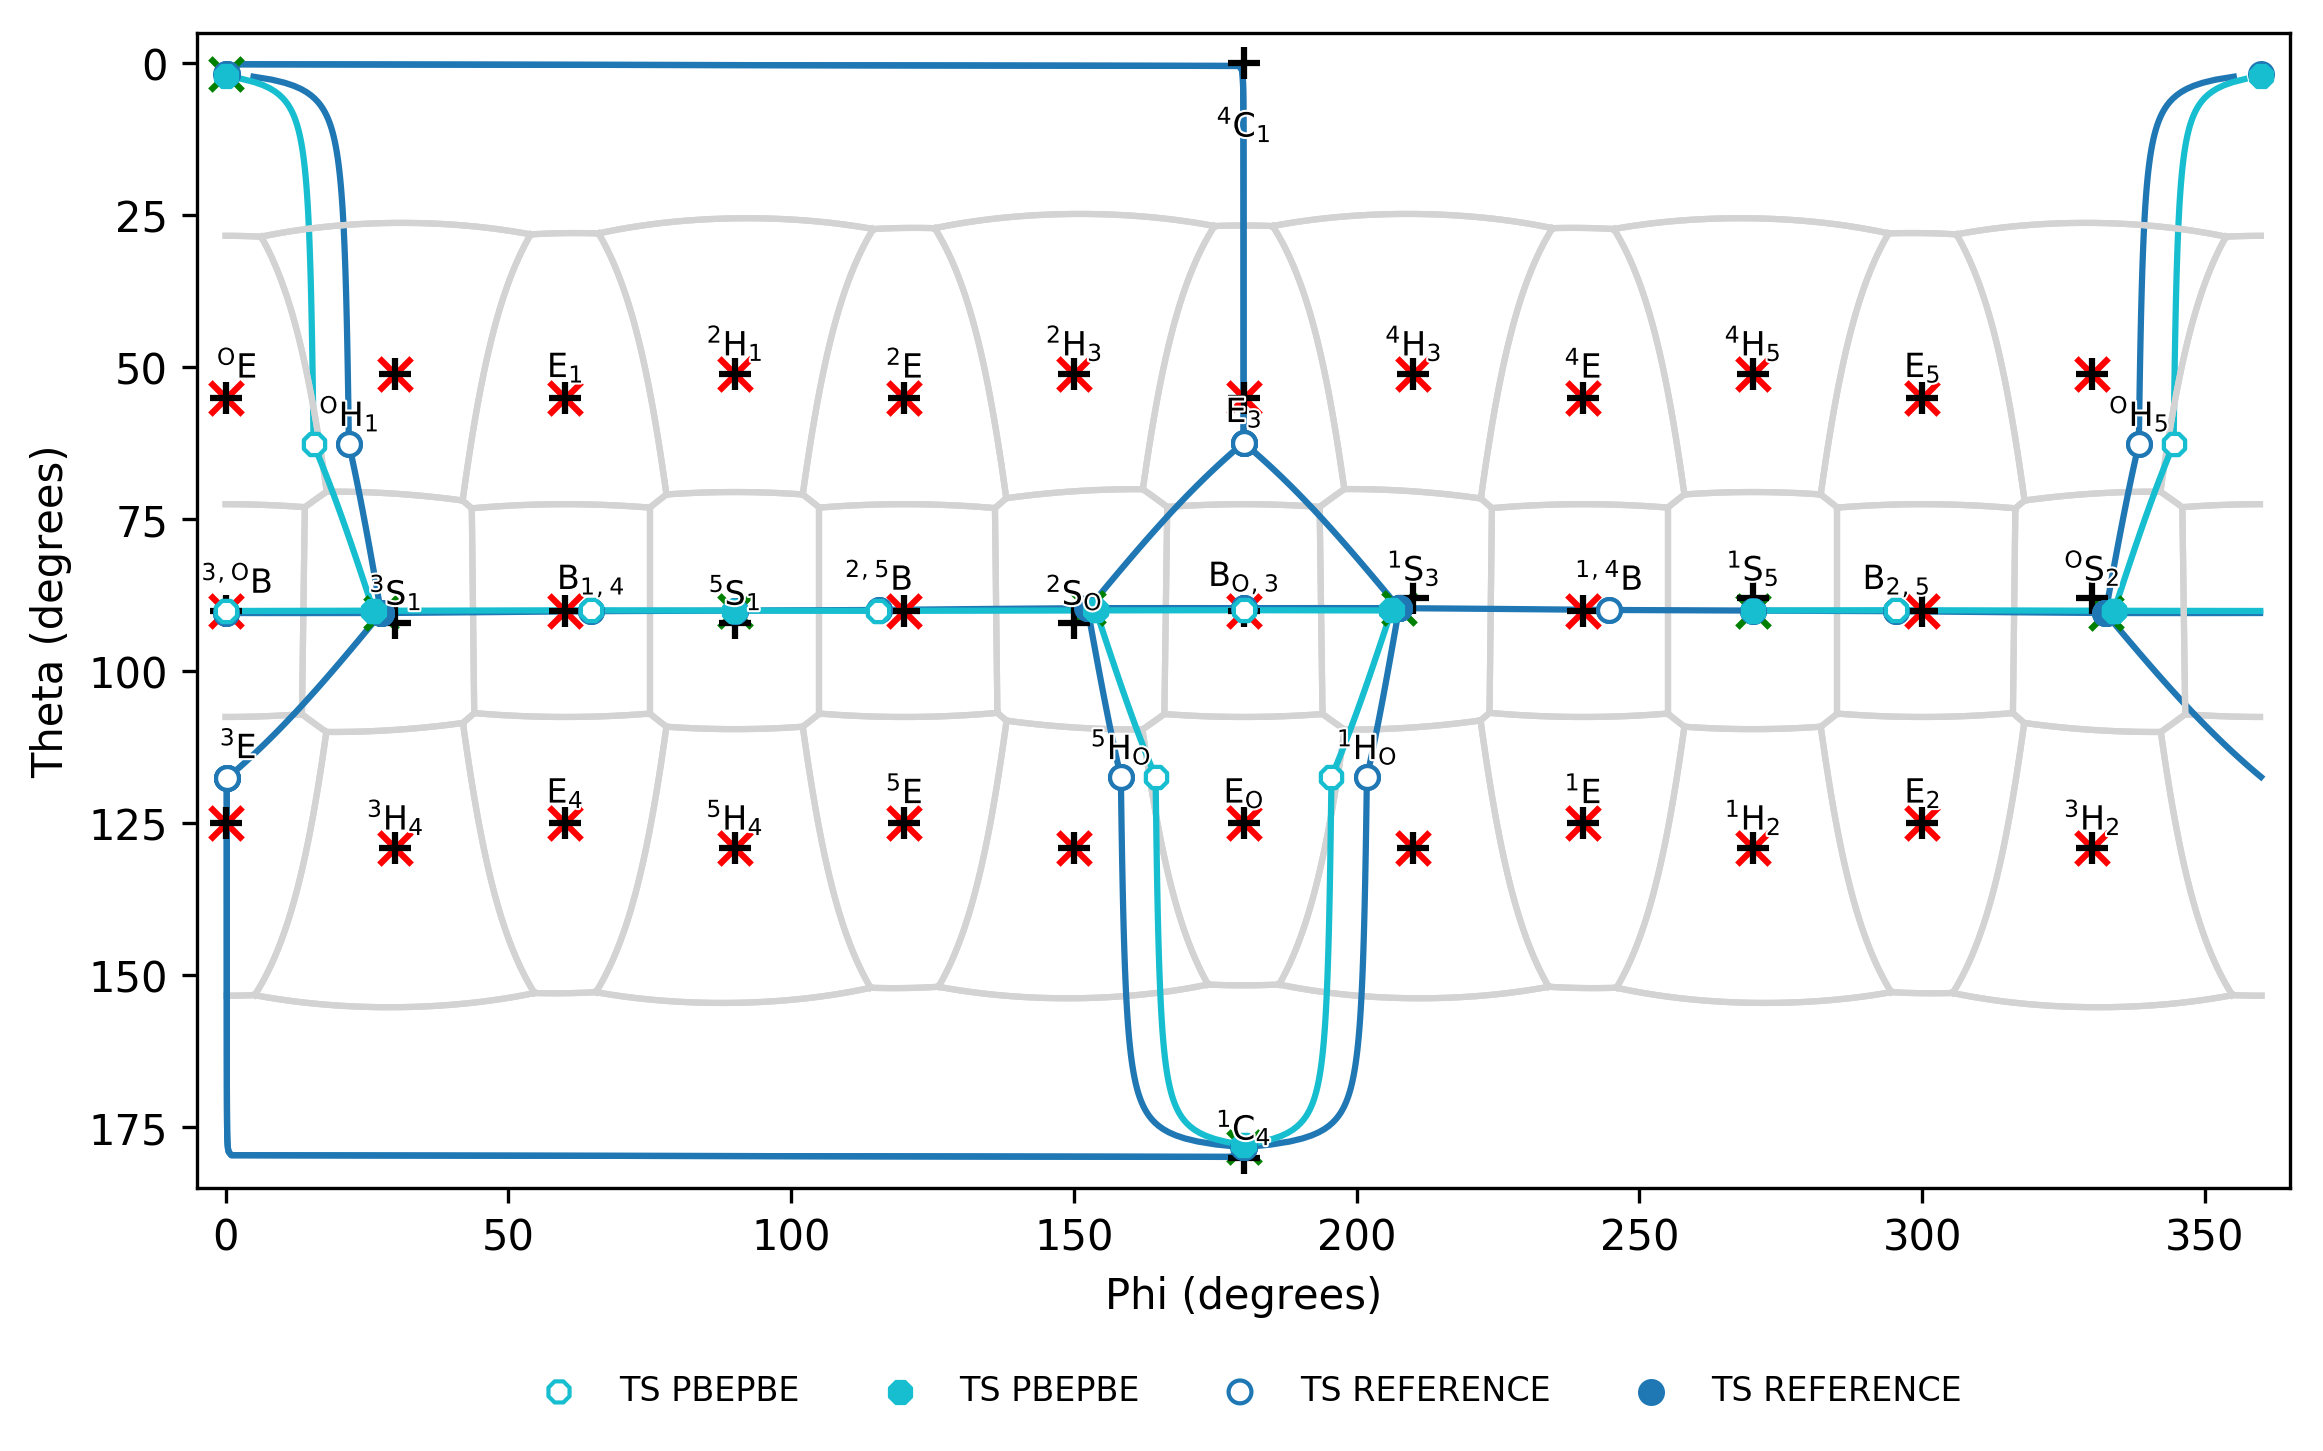 0
⁴C₁
25
²H₁ ²H₃ ⁴H₃ ⁴H₅
ᴼE E₁ ²E ⁴E E₅
50
ᴼH₁ E₃ ᴼH₅
75
³,ᴼB ³S₁ B₁,₄ ⁵S₁ ²,⁵B ²Sₒ Bₒ,₃ ¹S₃ ¹,⁴B ¹S₅ B₂,₅ ᴼS₂
100
³E ⁵Hₒ ¹Hₒ
E₄ ⁵E Eₒ ¹E E₂
125
³H₄ ⁵H₄ ¹H₂ ³H₂
150
175
¹C₄
Theta (degrees)
0 50 100 150 200 250 300 350
Phi (degrees)
TS PBEPBE TS PBEPBE TS REFERENCE TS REFERENCE